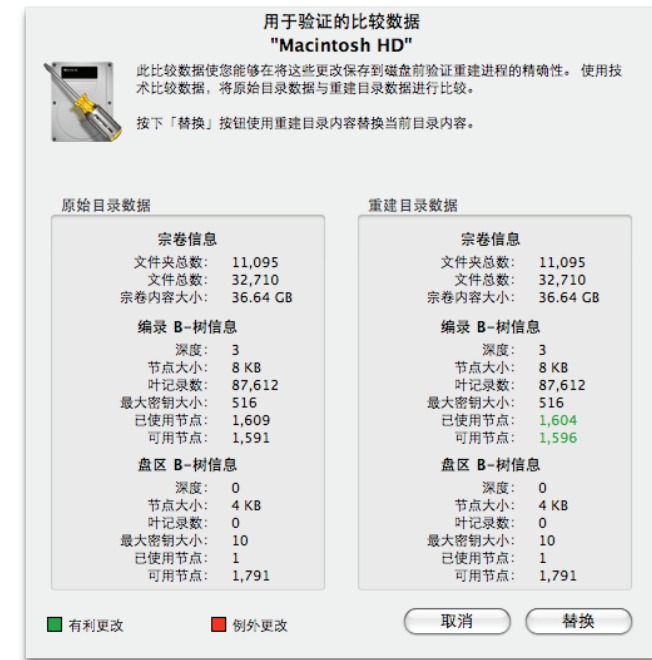 用于验证的比较数据
"Macintosh HD"
此比较数据使您能够在将这些更改保存到磁盘前验证重建进程的精确性。 使用技
术比较数据，将原始目录数据与重建目录数据进行比较。
按下「替换」按钮使用重建目录内容替换当前目录内容。
原始目录数据
宗卷信息
文件夹总数： 11,095
文件总数： 32,710
宗卷内容大小： 36.64 GB
编录 B-树信息
深度： 3
节点大小： 8 KB
叶记录数： 87,612
最大密钥大小： 516
已使用节点： 1,609
可用节点： 1,591
盘区 B-树信息
深度： 0
节点大小： 4 KB
叶记录数： 0
最大密钥大小： 10
已使用节点： 1
可用节点： 1,791
重建目录数据
宗卷信息
文件夹总数： 11,095
文件总数： 32,710
宗卷内容大小： 36.64 GB
编录 B-树信息
深度： 3
节点大小： 8 KB
叶记录数： 87,612
最大密钥大小： 516
已使用节点： 1,604
可用节点： 1,596
盘区 B-树信息
深度： 0
节点大小： 4 KB
叶记录数： 0
最大密钥大小： 10
已使用节点： 1
可用节点： 1,791
有利更改
例外更改
取消
替换